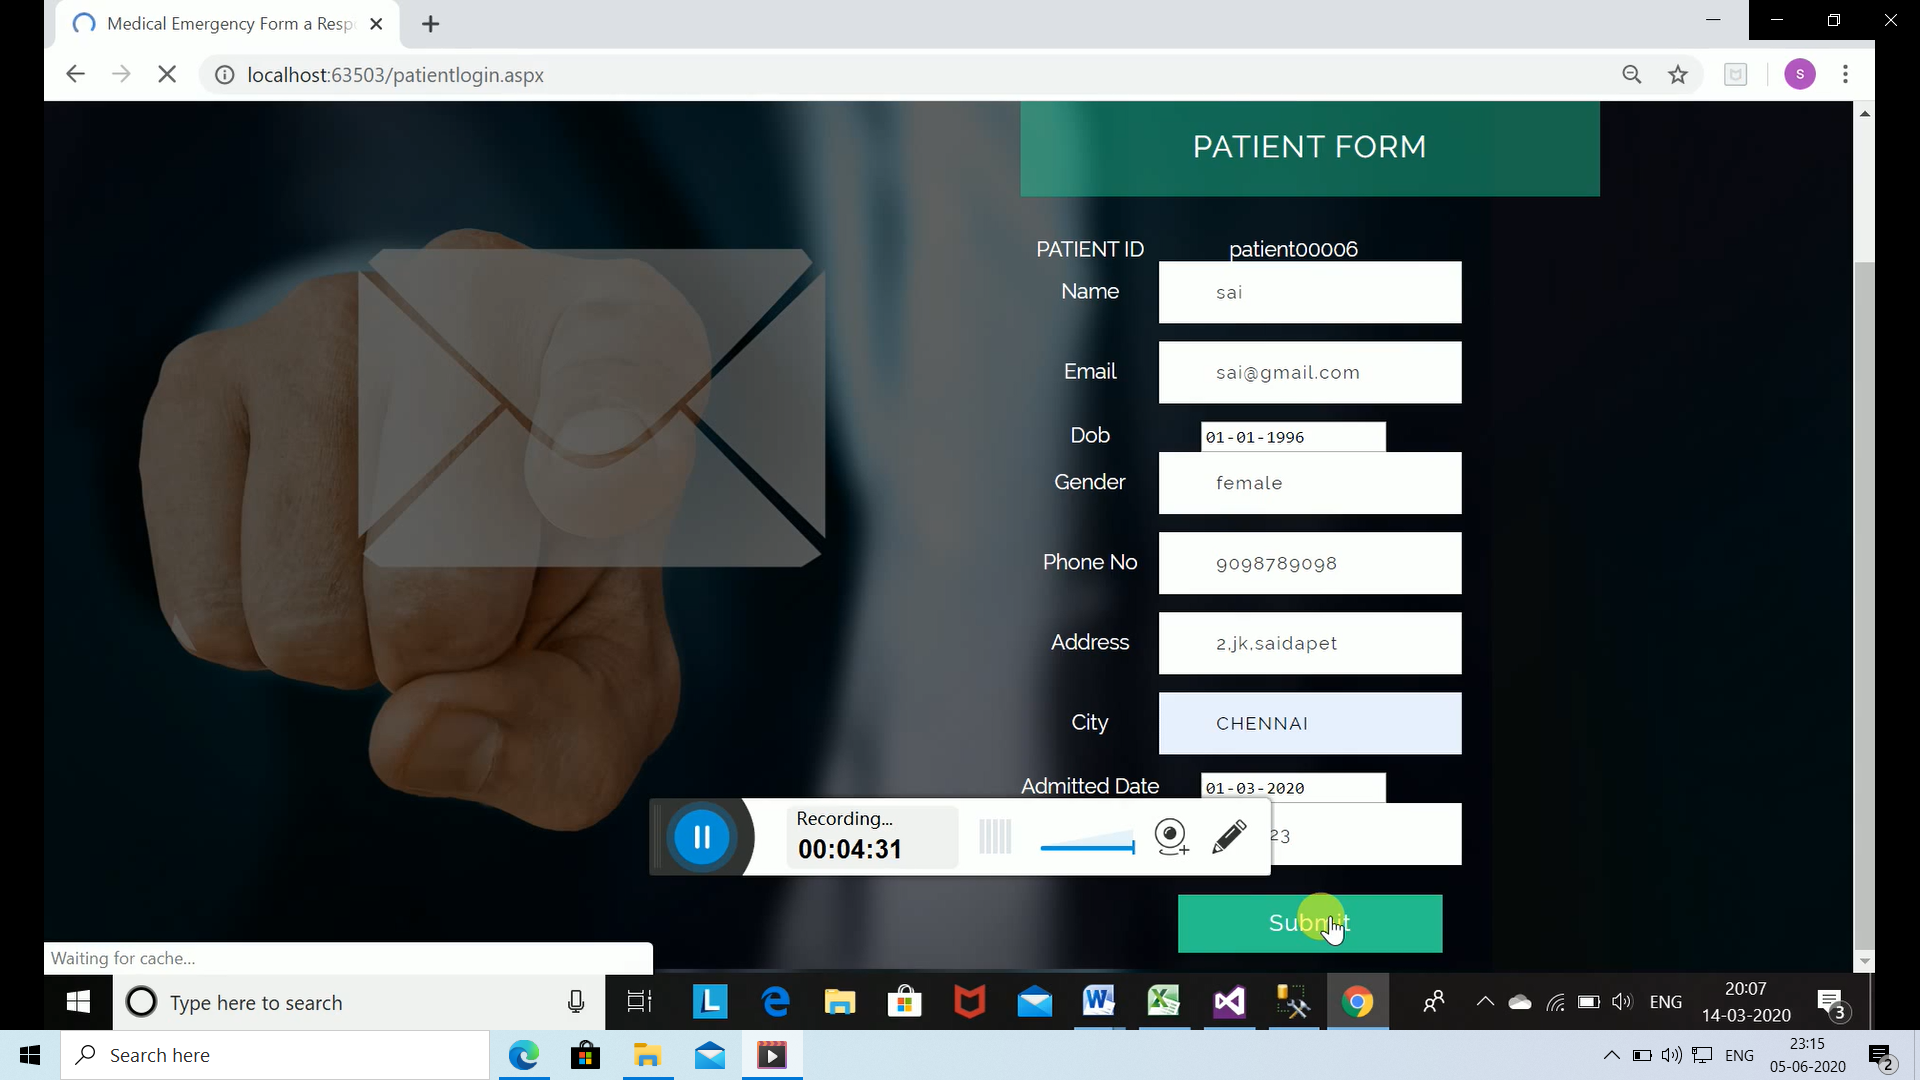 Medical Emergency Form a Resp
localhost:63503/patientlogin.aspx
S
PATIENT FORM
PATIENT ID patient00006
Name sai
Email sai@gmail.com
Dob 01-01-1996
Gender female
Phone No 9098789098
Address 2,jk,saidapet
City CHENNAI
Admitted Date 01-03-2020
23
Recording...
00:04:31
Submit
Waiting for cache...
Type here to search
L
ENG
20:07
14-03-2020
3
Search here
ENG
23:15
05-06-2020
2